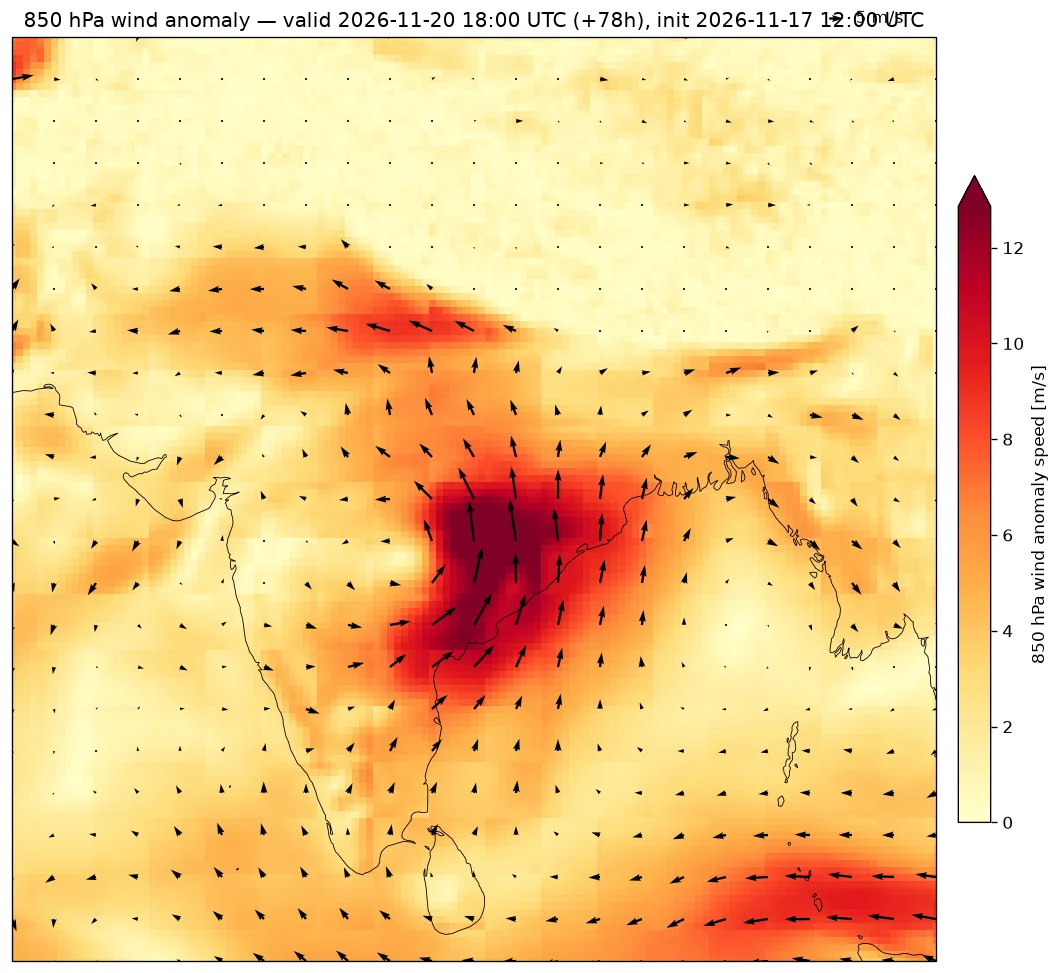 850 hPa wind anomaly — valid 2026-11-20 18:00 UTC (+78h), init 2026-11-17 12:00 UTC
5 m/s
12
10
8
6
4
2
0
850 hPa wind anomaly speed [m/s]